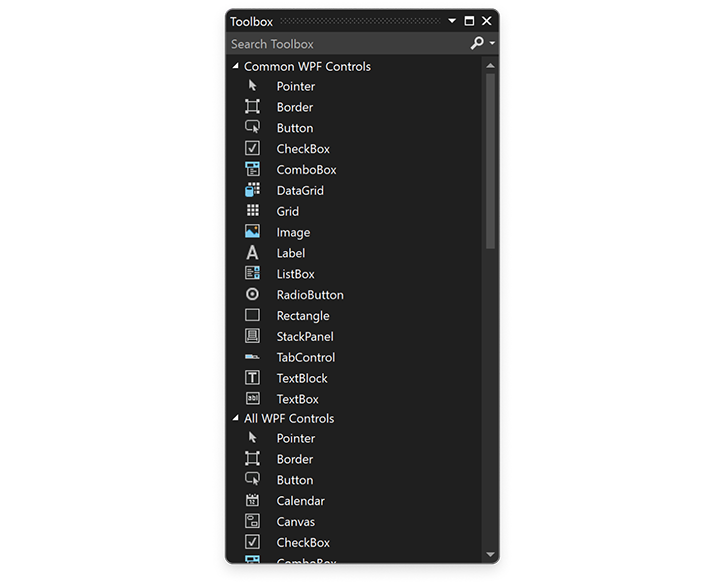 Toolbox
Search Toolbox
Common WPF Controls
Pointer
Border
Button
CheckBox
ComboBox
DataGrid
Grid
Image
Label
ListBox
RadioButton
Rectangle
StackPanel
TabControl
TextBlock
TextBox
All WPF Controls
Pointer
Border
Button
Calendar
Canvas
CheckBox
ComboBox